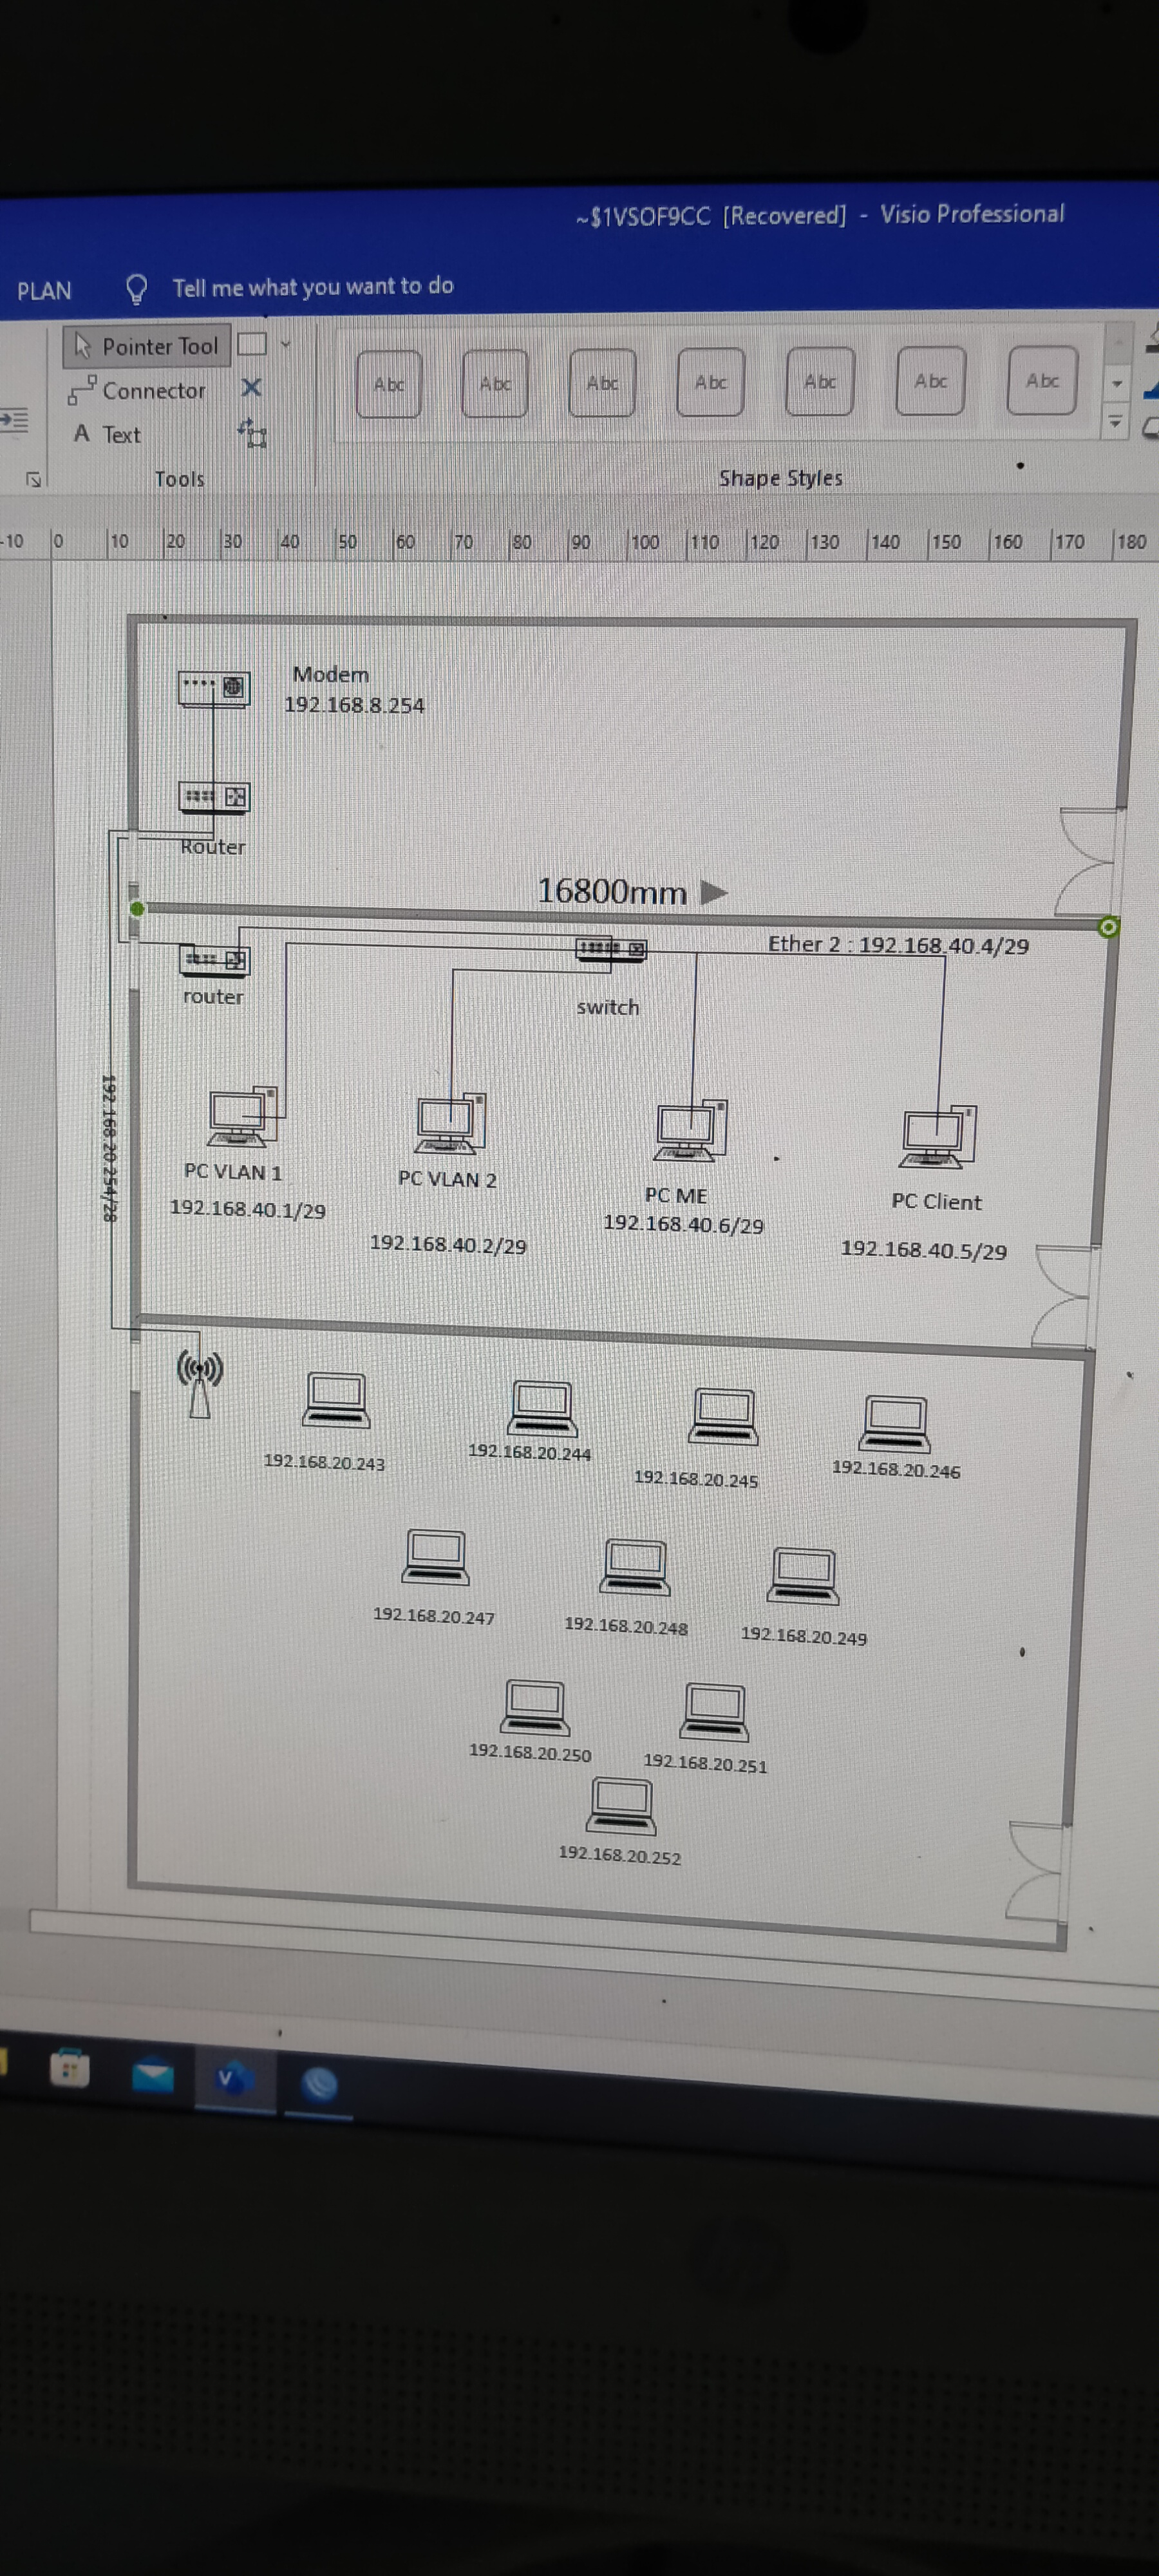 ~$1VSOF9CC [Recovered] - Visio Professional
PLAN
Tell me what you want to do
Pointer Tool
Connector
A Text
Tools
Abc Abc Abc Abc Abc Abc Abc
Shape Styles
-10 0 10 20 30 40 50 60 70 80 90 100 110 120 130 140 150 160 170 180
Modem
192.168.8.254
Router
16800mm
Ether 2 : 192.168.40.4/29
router
switch
192.168.20.254/28
PC VLAN 1
192.168.40.1/29
PC VLAN 2
192.168.40.2/29
PC ME
192.168.40.6/29
PC Client
192.168.40.5/29
192.168.20.243
192.168.20.244
192.168.20.245
192.168.20.246
192.168.20.247
192.168.20.248
192.168.20.249
192.168.20.250
192.168.20.251
192.168.20.252
V